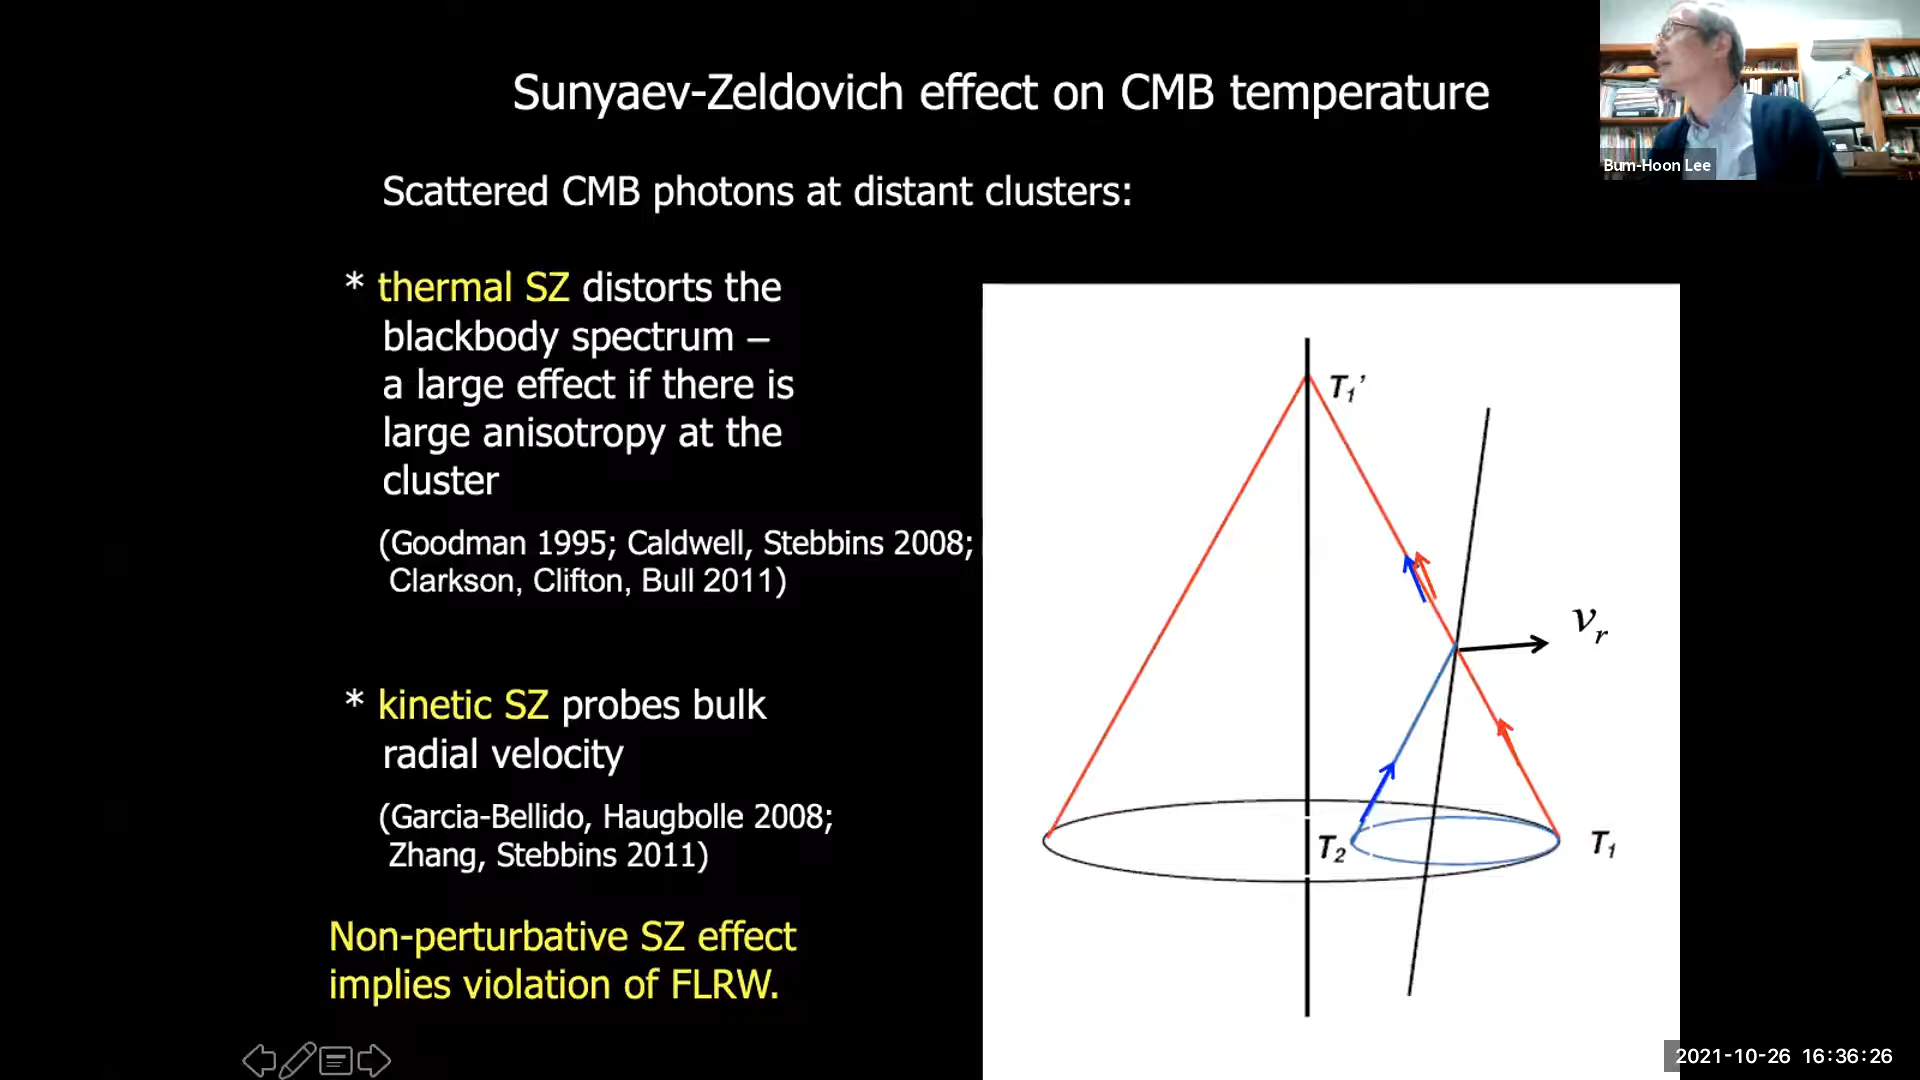 Sunyaev-Zeldovich effect on CMB temperature
Bum-Hoon Lee
Scattered CMB photons at distant clusters:
* thermal SZ distorts the
blackbody spectrum –
a large effect if there is
large anisotropy at the
cluster
(Goodman 1995; Caldwell, Stebbins 2008;
Clarkson, Clifton, Bull 2011)
* kinetic SZ probes bulk
radial velocity
(Garcia-Bellido, Haugbolle 2008;
Zhang, Stebbins 2011)
Non-perturbative SZ effect
implies violation of FLRW.
T₁'
vᵣ
T₂
T₁
2021-10-26 16:36:26